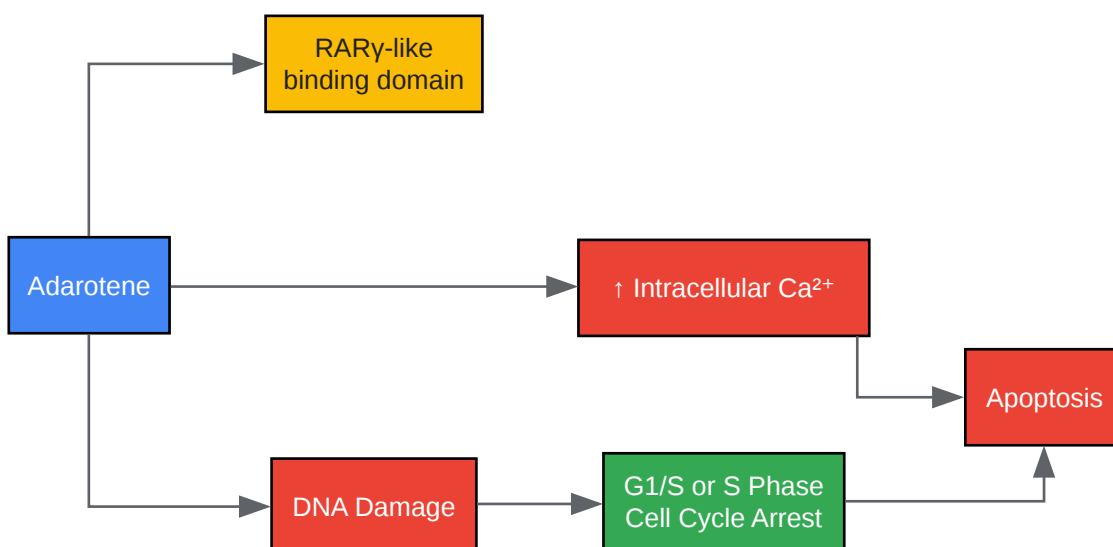 RARγ-like
binding domain
Adarotene
↑ Intracellular Ca²⁺
Apoptosis
DNA Damage
G1/S or S Phase
Cell Cycle Arrest